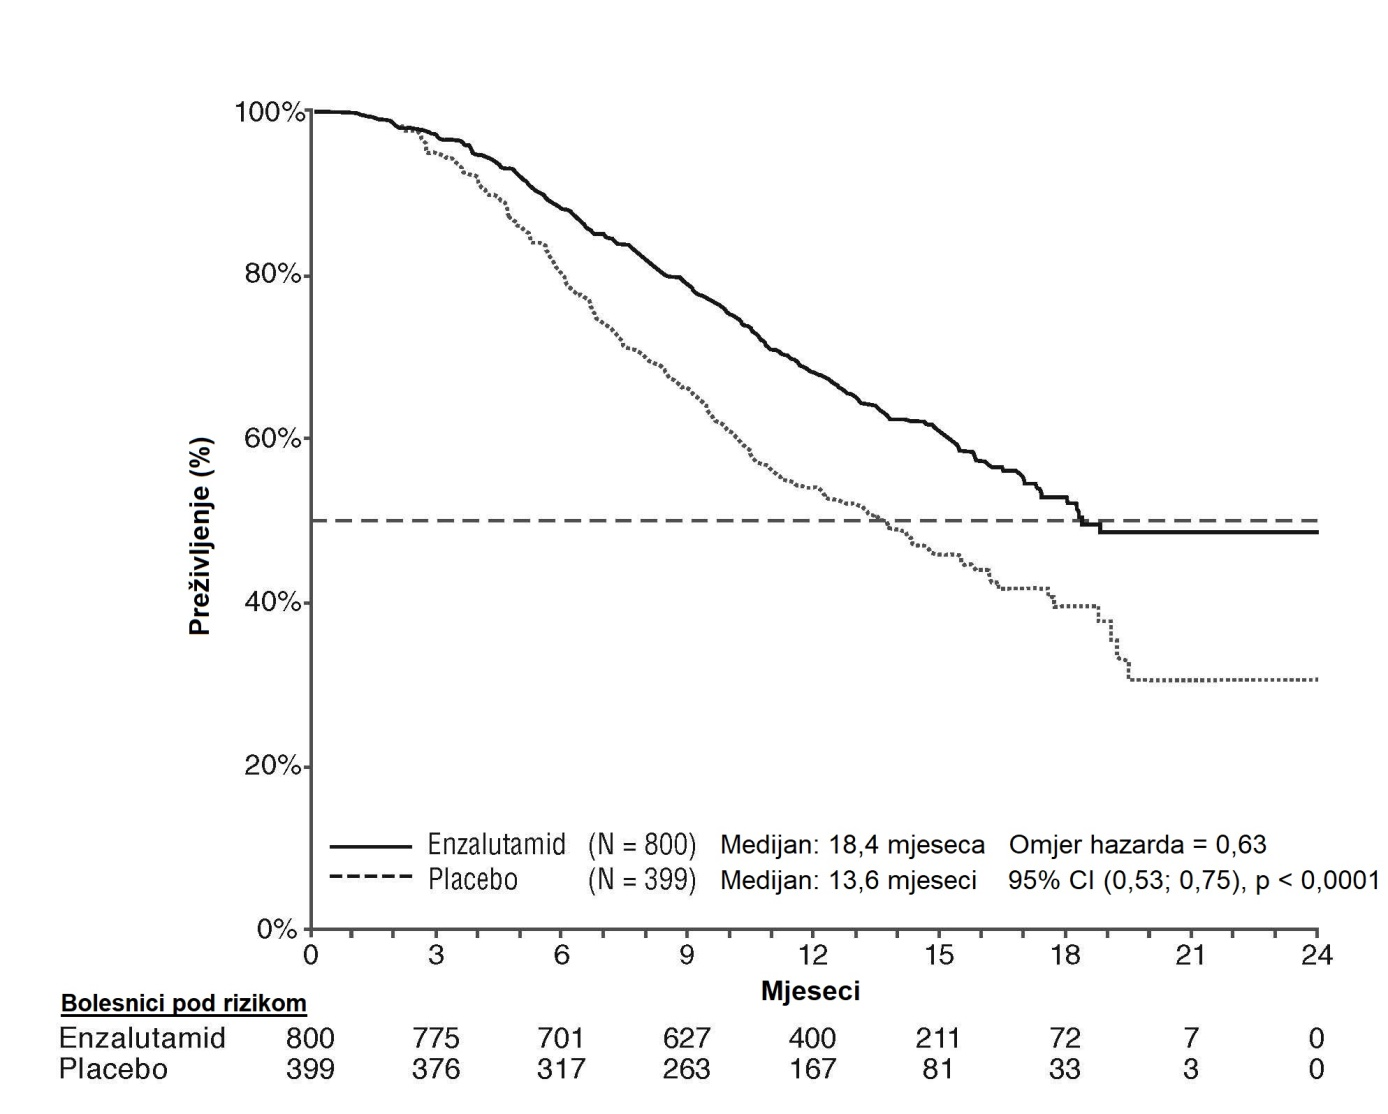 100%
80%
60%
40%
20%
0%
Preživljenje (%)
Enzalutamid (N = 800) Medijan: 18,4 mjeseca Omjer hazarda = 0,63
Placebo (N = 399) Medijan: 13,6 mjeseci 95% CI (0,53; 0,75), p < 0,0001
0 3 6 9 12 15 18 21 24
Mjeseci
Bolesnici pod rizikom
Enzalutamid 800 775 701 627 400 211 72 7 0
Placebo 399 376 317 263 167 81 33 3 0